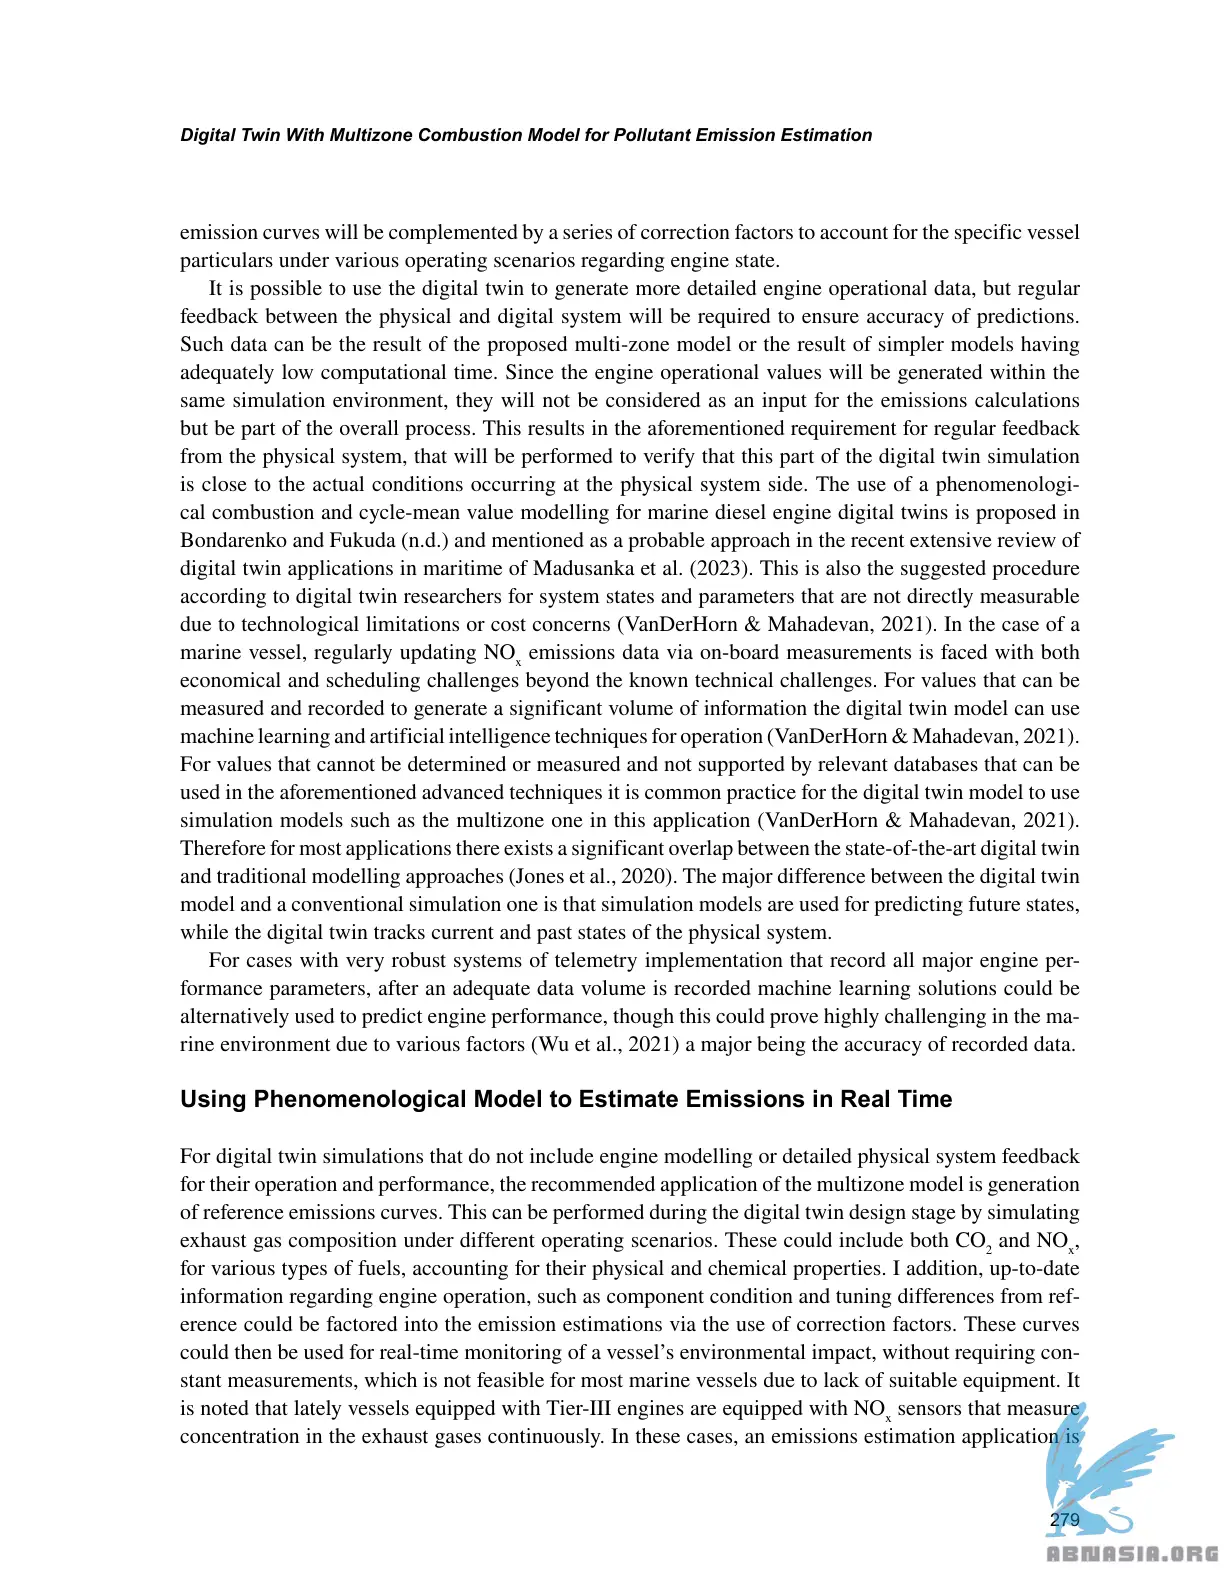 Digital Twin With Multizone Combustion Model for Pollutant Emission Estimation
emission curves will be complemented by a series of correction factors to account for the specific vessel
particulars under various operating scenarios regarding engine state.
It is possible to use the digital twin to generate more detailed engine operational data, but regular
feedback between the physical and digital system will be required to ensure accuracy of predictions.
Such data can be the result of the proposed multi-zone model or the result of simpler models having
adequately low computational time. Since the engine operational values will be generated within the
same simulation environment, they will not be considered as an input for the emissions calculations
but be part of the overall process. This results in the aforementioned requirement for regular feedback
from the physical system, that will be performed to verify that this part of the digital twin simulation
is close to the actual conditions occurring at the physical system side. The use of a phenomenologi-
cal combustion and cycle-mean value modelling for marine diesel engine digital twins is proposed in
Bondarenko and Fukuda (n.d.) and mentioned as a probable approach in the recent extensive review of
digital twin applications in maritime of Madusanka et al. (2023). This is also the suggested procedure
according to digital twin researchers for system states and parameters that are not directly measurable
due to technological limitations or cost concerns (VanDerHorn & Mahadevan, 2021). In the case of a
marine vessel, regularly updating NOx emissions data via on-board measurements is faced with both
economical and scheduling challenges beyond the known technical challenges. For values that can be
measured and recorded to generate a significant volume of information the digital twin model can use
machine learning and artificial intelligence techniques for operation (VanDerHorn & Mahadevan, 2021).
For values that cannot be determined or measured and not supported by relevant databases that can be
used in the aforementioned advanced techniques it is common practice for the digital twin model to use
simulation models such as the multizone one in this application (VanDerHorn & Mahadevan, 2021).
Therefore for most applications there exists a significant overlap between the state-of-the-art digital twin
and traditional modelling approaches (Jones et al., 2020). The major difference between the digital twin
model and a conventional simulation one is that simulation models are used for predicting future states,
while the digital twin tracks current and past states of the physical system.
For cases with very robust systems of telemetry implementation that record all major engine per-
formance parameters, after an adequate data volume is recorded machine learning solutions could be
alternatively used to predict engine performance, though this could prove highly challenging in the ma-
rine environment due to various factors (Wu et al., 2021) a major being the accuracy of recorded data.
Using Phenomenological Model to Estimate Emissions in Real Time
For digital twin simulations that do not include engine modelling or detailed physical system feedback
for their operation and performance, the recommended application of the multizone model is generation
of reference emissions curves. This can be performed during the digital twin design stage by simulating
exhaust gas composition under different operating scenarios. These could include both CO2 and NOx,
for various types of fuels, accounting for their physical and chemical properties. I addition, up-to-date
information regarding engine operation, such as component condition and tuning differences from ref-
erence could be factored into the emission estimations via the use of correction factors. These curves
could then be used for real-time monitoring of a vessel’s environmental impact, without requiring con-
stant measurements, which is not feasible for most marine vessels due to lack of suitable equipment. It
is noted that lately vessels equipped with Tier-III engines are equipped with NOx sensors that measure
concentration in the exhaust gases continuously. In these cases, an emissions estimation application is
279
ABNASIA.ORG